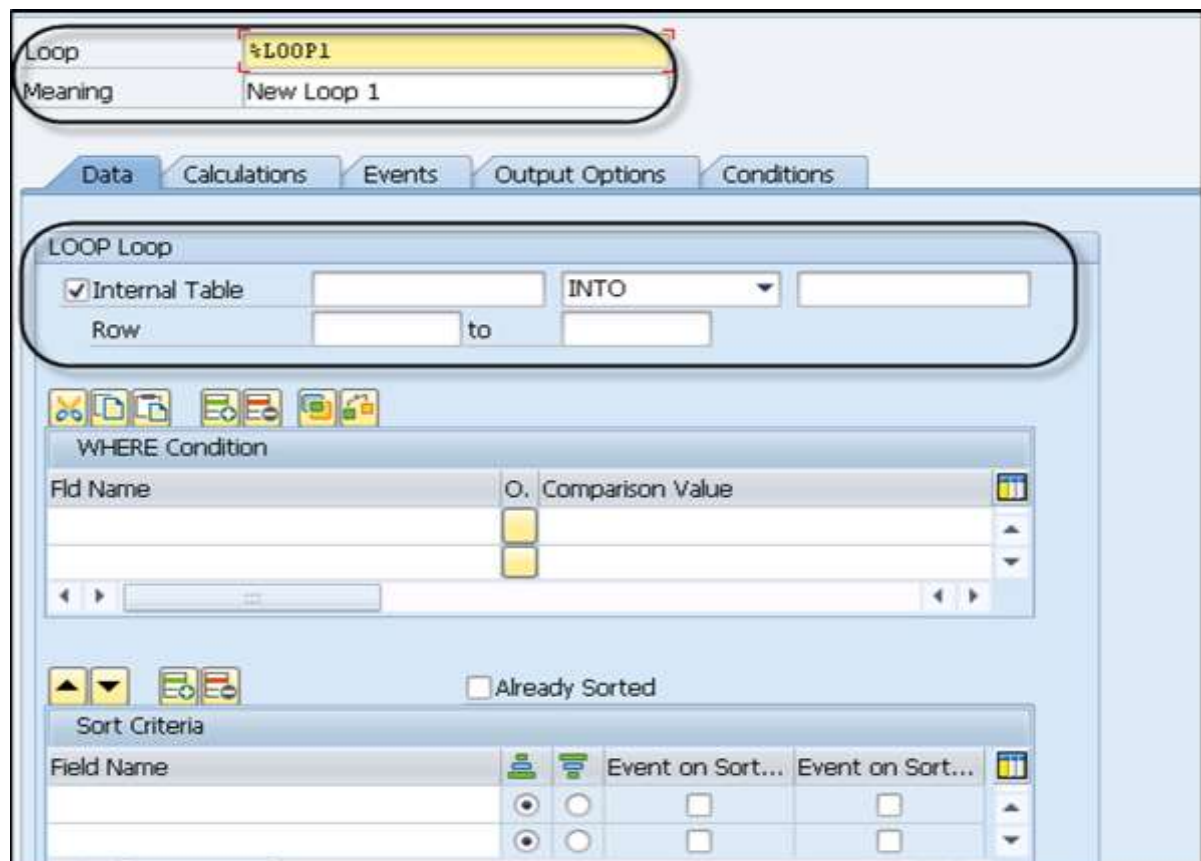 Loop %LOOP1
Meaning New Loop 1
Data Calculations Events Output Options Conditions
LOOP Loop
Internal Table INTO
Row to
WHERE Condition
Fld Name O. Comparison Value
Already Sorted
Sort Criteria
Field Name Event on Sort... Event on Sort...